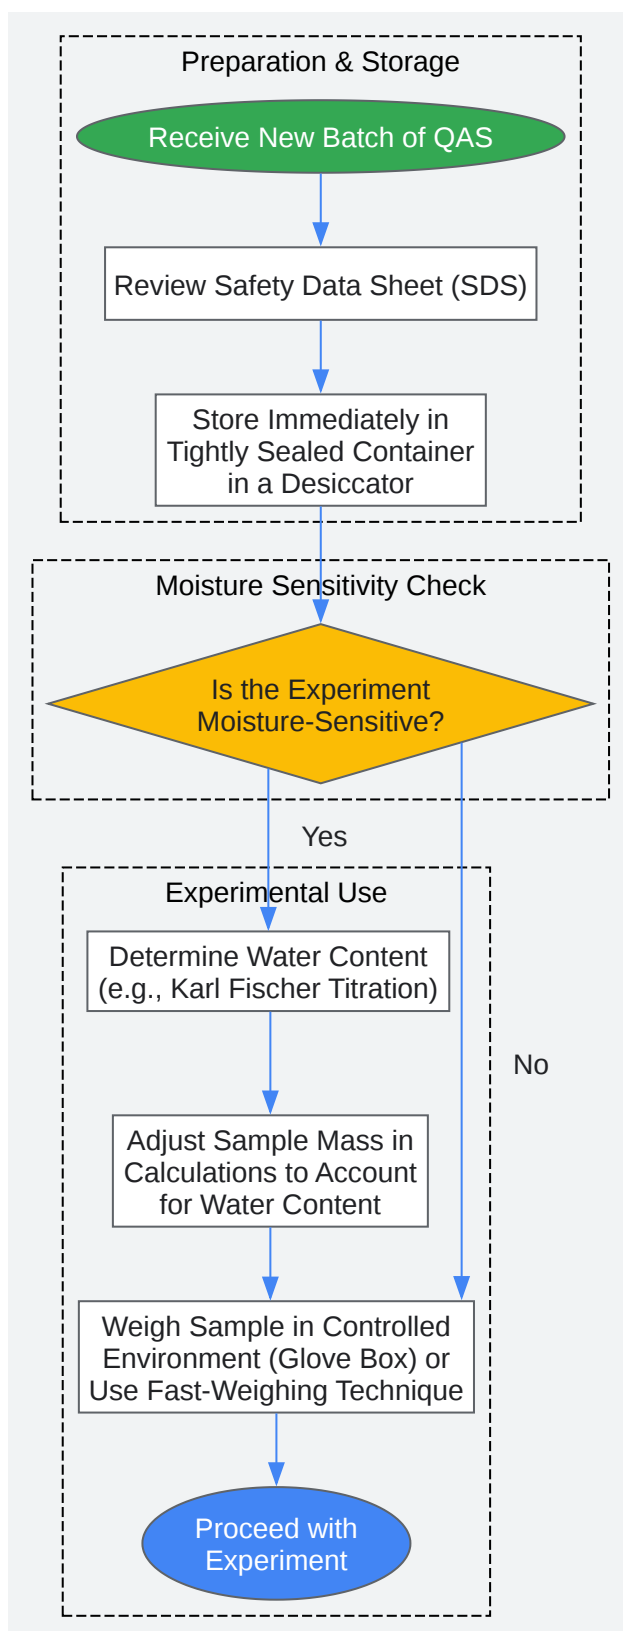 Preparation & Storage
Receive New Batch of QAS
Review Safety Data Sheet (SDS)
Store Immediately in
Tightly Sealed Container
in a Desiccator
Moisture Sensitivity Check
Is the Experiment
Moisture-Sensitive?
Yes
Experimental Use
Determine Water Content
(e.g., Karl Fischer Titration)
No
Adjust Sample Mass in
Calculations to Account
for Water Content
Weigh Sample in Controlled
Environment (Glove Box) or
Use Fast-Weighing Technique
Proceed with
Experiment